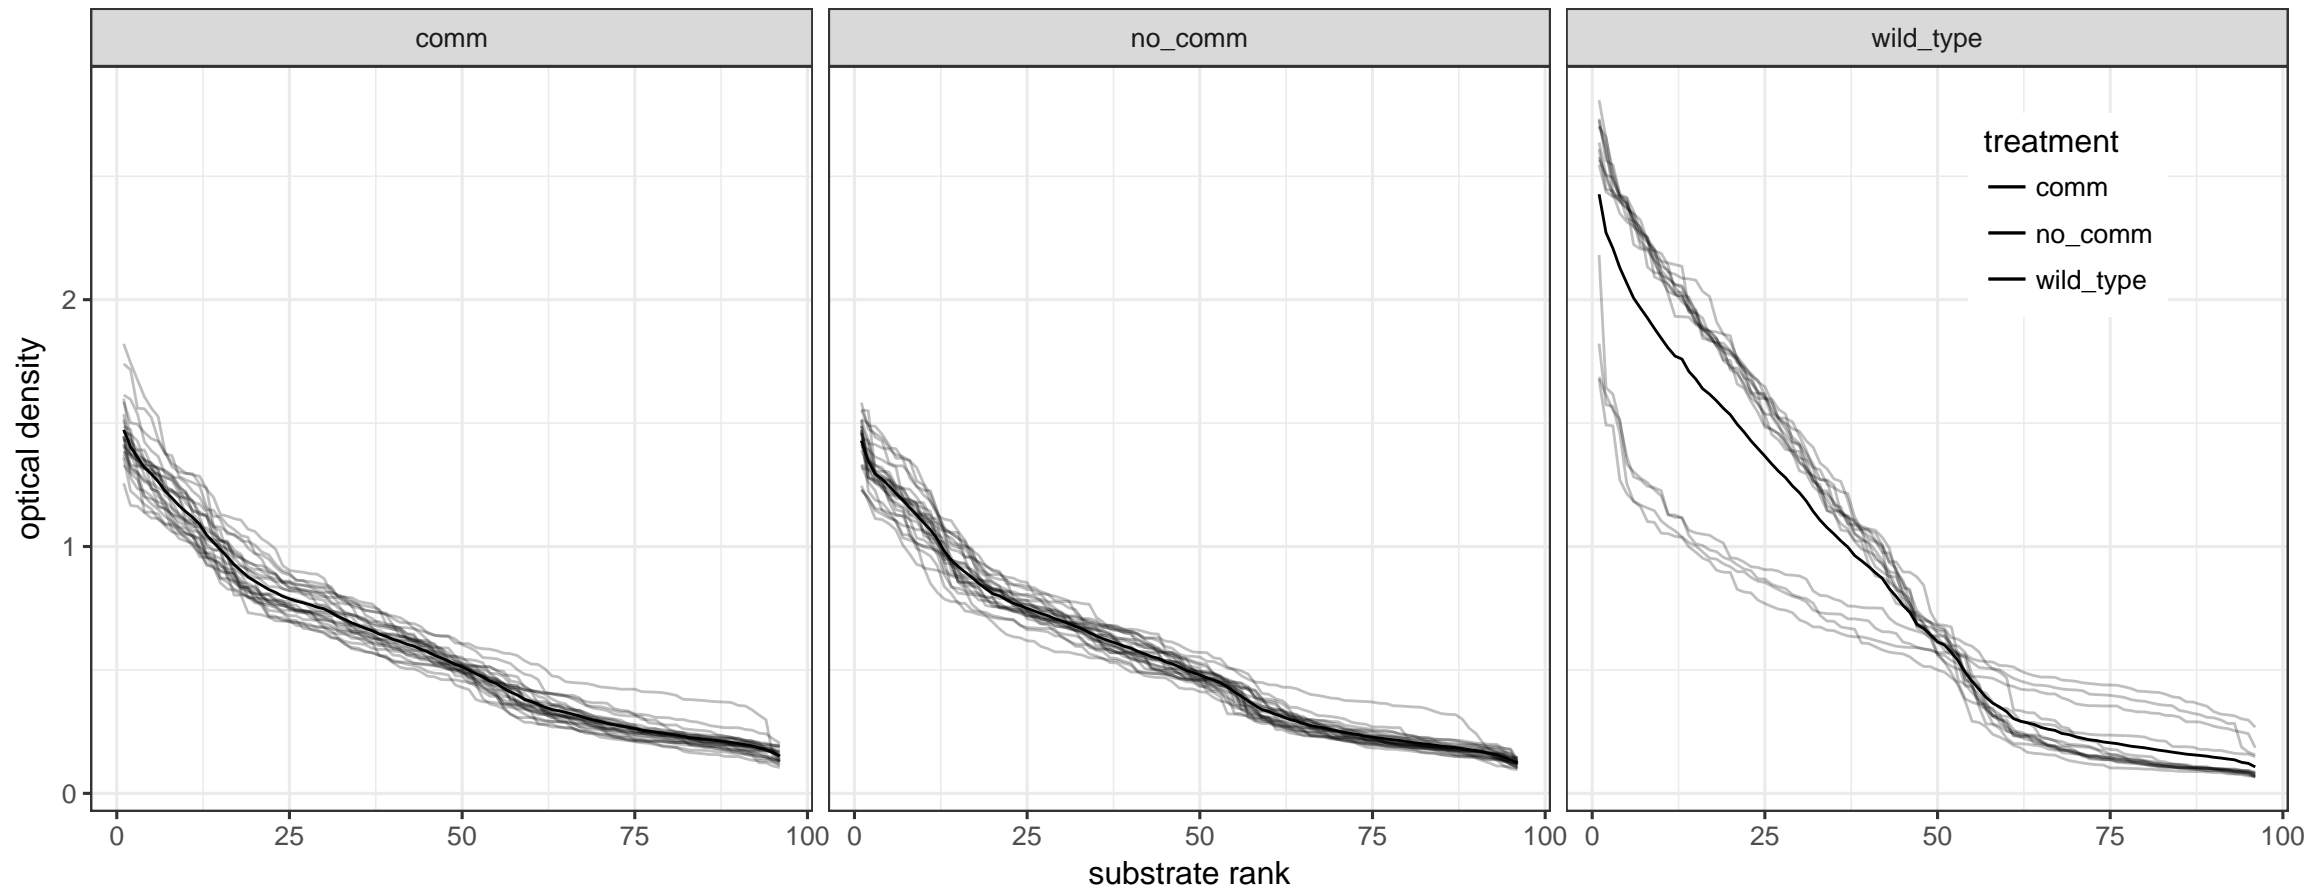 comm
no_comm
wild_type
treatment
comm
no_comm
wild_type
optical density
2
1
0
0 25 50 75 100
0 25 50 75 100
0 25 50 75 100
substrate rank